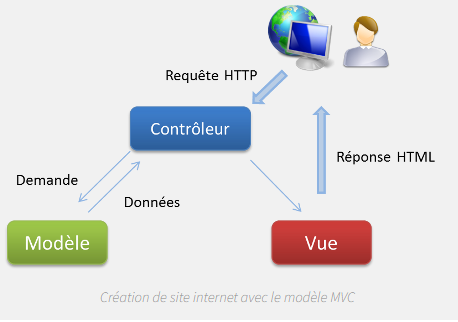 Requête HTTP
Contrôleur
Réponse HTML
Demande
Données
Modèle
Vue
Création de site internet avec le modèle MVC